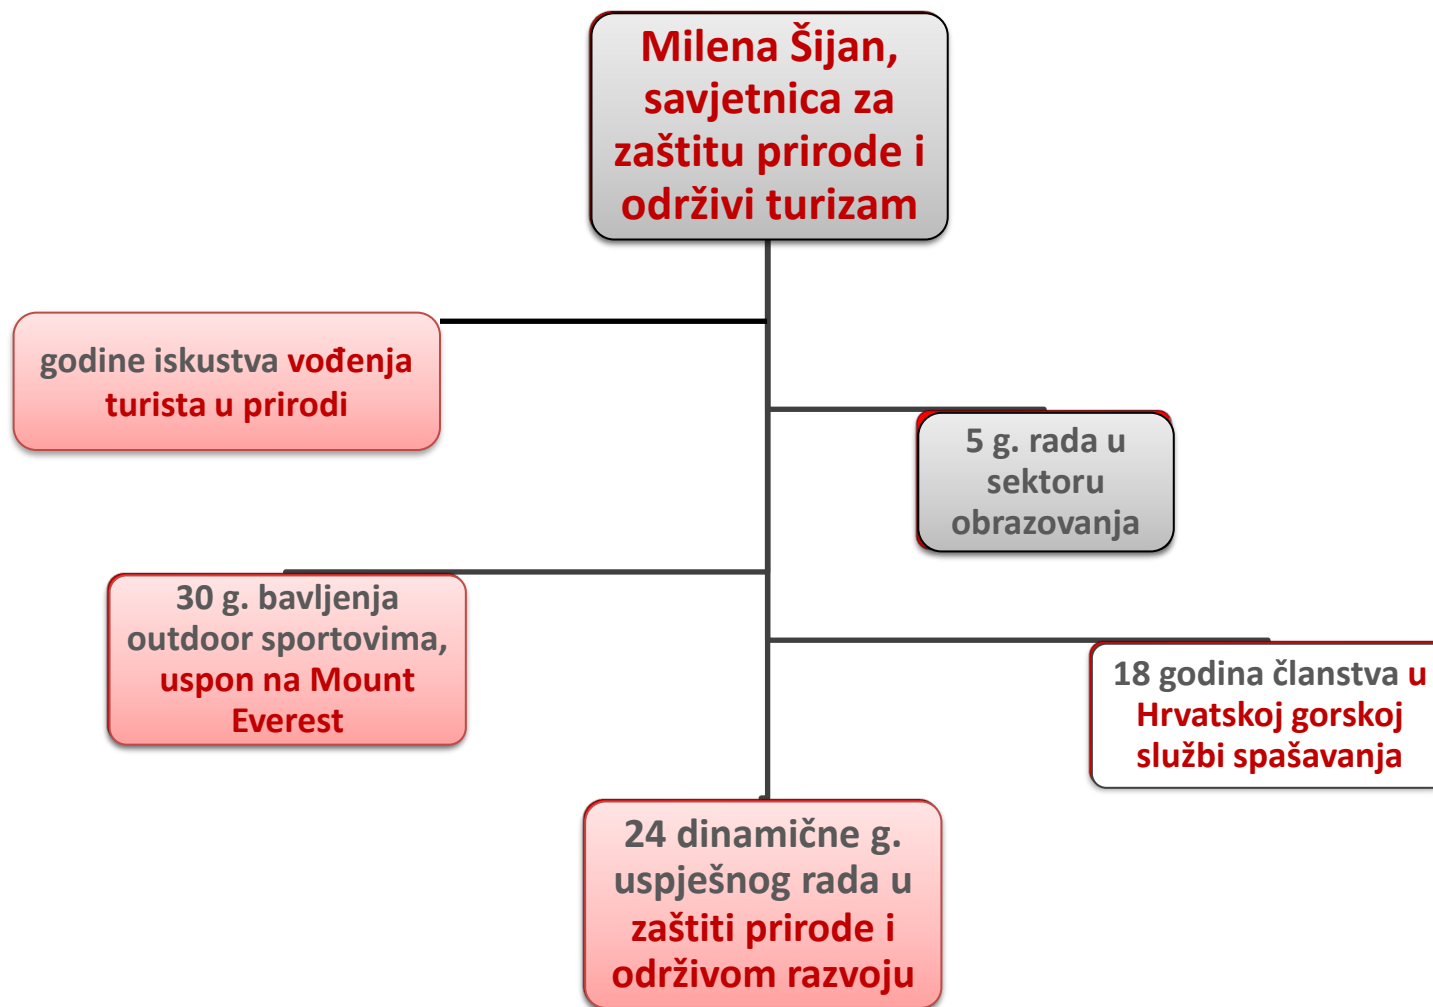 Milena Šijan,
savjetnica za
zaštitu prirode i
održivi turizam
godine iskustva vođenja
turista u prirodi
5 g. rada u
sektoru
obrazovanja
30 g. bavljenja
outdoor sportovima,
uspon na Mount
Everest
18 godina članstva u
Hrvatskoj gorskoj
službi spašavanja
24 dinamične g.
uspješnog rada u
zaštiti prirode i
održivom razvoju